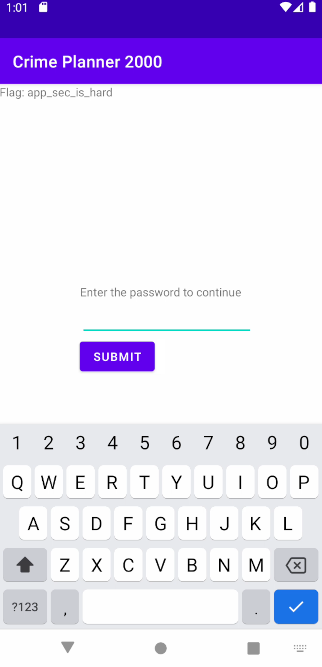 1:01
Crime Planner 2000
Flag: app_sec_is_hard
Enter the password to continue
SUBMIT
1 2 3 4 5 6 7 8 9 0
Q W E R T Y U I O P
A S D F G H J K L
Z X C V B N M
?123 , .